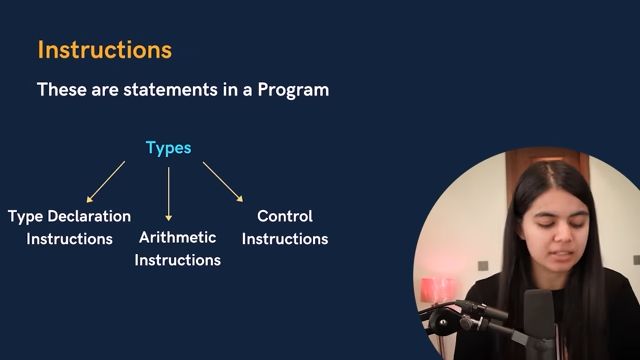 Instructions
These are statements in a Program
Types
Type Declaration
Instructions
Arithmetic
Instructions
Control
Instructions